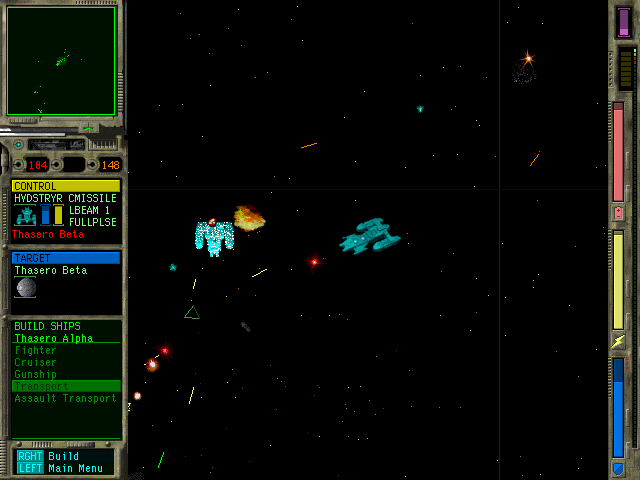 104 148
CONTROL
HVDSTRYR CMISSILE
LBEAM 1
FULLPLSE
Thasero Beta
TARGET
Thasero Beta
BUILD SHIPS
Thasero Alpha
Fighter
Cruiser
Gunship
Transport
Assault Transport
RGHT Build
LEFT Main Menu